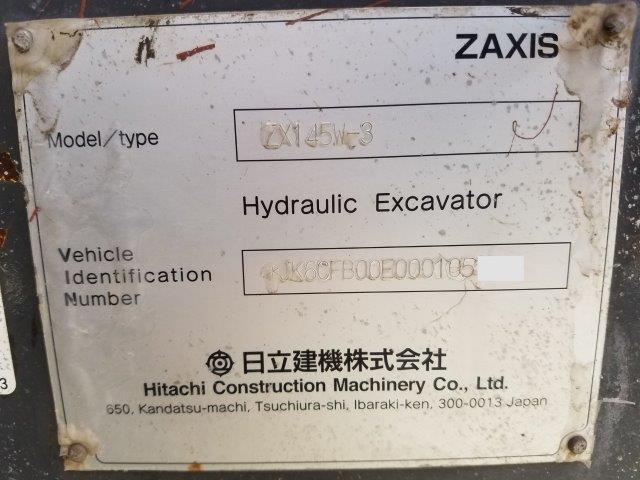 ZAXIS
Model/type
ZX145W-3
Hydraulic Excavator
Vehicle
Identification
Number
日立建機株式会社
Hitachi Construction Machinery Co., Ltd.
650, Kandatsu-machi, Tsuchiura-shi, Ibaraki-ken, 300-0013 Japan
3